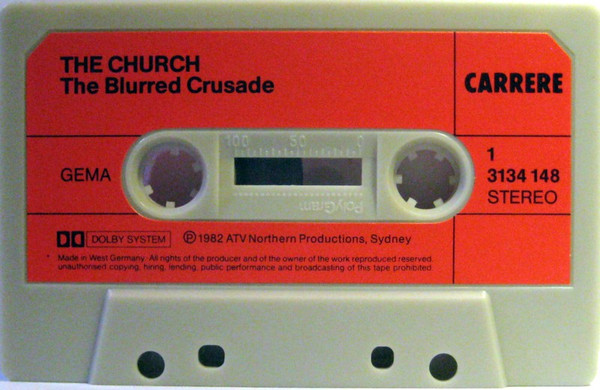 THE CHURCH
The Blurred Crusade
CARRERE
100 50 0
GEMA
1
3134 148
STEREO
PolyGram
DOLBY SYSTEM
℗ 1982 ATV Northern Productions, Sydney
* Made in West Germany. All rights of the producer and of the owner of the work reproduced reserved.
unauthorised copying, hiring, lending, public performance and broadcasting of this tape prohibited.